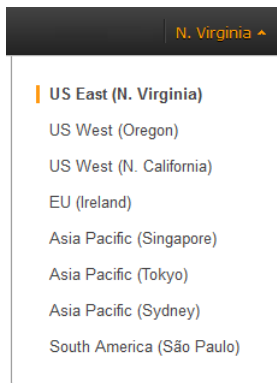 N. Virginia
US East (N. Virginia)
US West (Oregon)
US West (N. California)
EU (Ireland)
Asia Pacific (Singapore)
Asia Pacific (Tokyo)
Asia Pacific (Sydney)
South America (São Paulo)